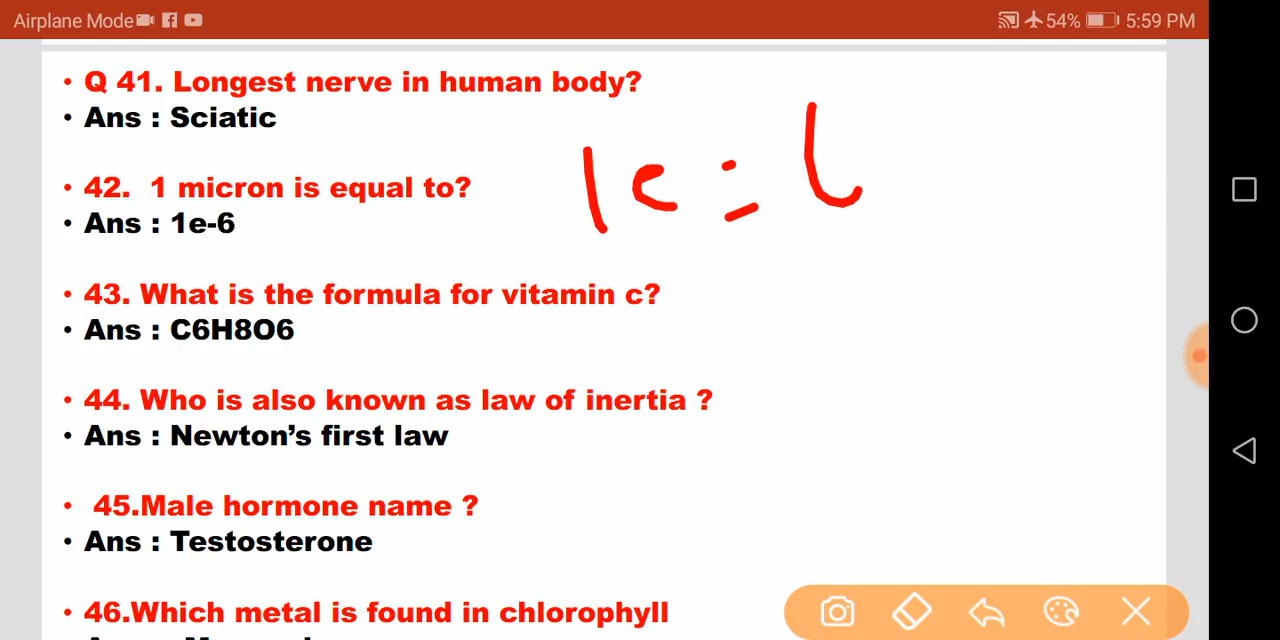 Airplane Mode 54% 5:59 PM
• Q 41. Longest nerve in human body?
• Ans : Sciatic
• 42. 1 micron is equal to?
• Ans : 1e-6
• 43. What is the formula for vitamin c?
• Ans : C6H8O6
• 44. Who is also known as law of inertia ?
• Ans : Newton's first law
• 45.Male hormone name ?
• Ans : Testosterone
• 46.Which metal is found in chlorophyll